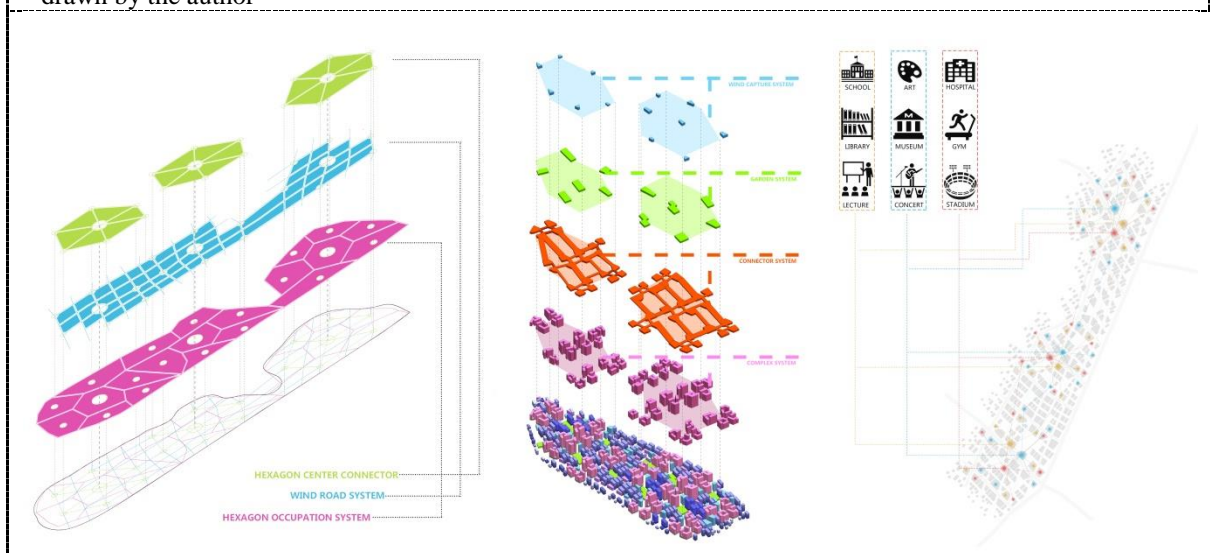 drawn by the author
HEXAGON CENTER CONNECTOR
WIND ROAD SYSTEM
HEXAGON OCCUPATION SYSTEM
WIND CAPTURE SYSTEM
GARDEN SYSTEM
CONNECTOR SYSTEM
COMPLEX SYSTEM
SCHOOL ART HOSPITAL
M
LIBRARY MUSEUM GYM
LECTURE CONCERT STADIUM